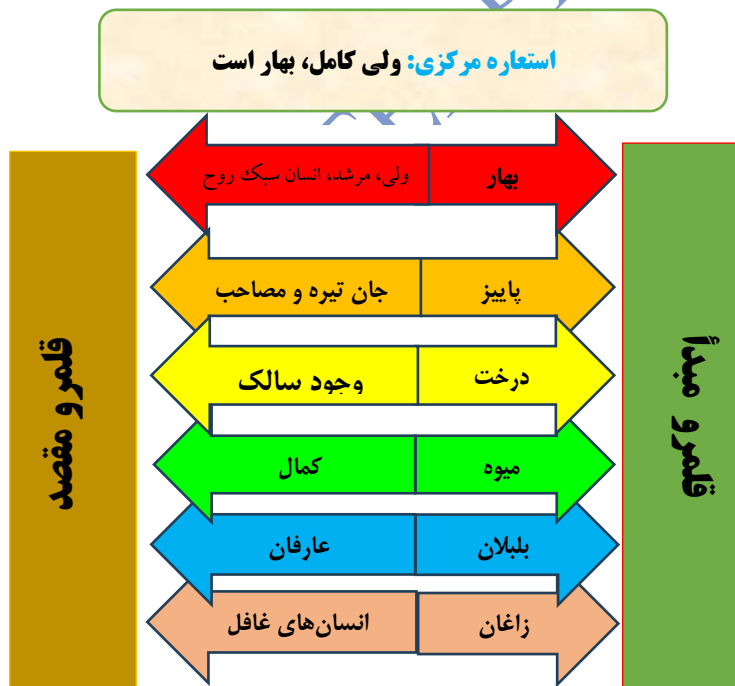 استعاره مرکزی: ولی کامل، بهار است
قلمرو مبدأ
بهار
ولی، مرشد، انسان سبک روح
پاییز
جان تیره و مصاحب
درخت
وجود سالک
میوه
کمال
بلبلان
عارفان
زاغان
انسان‌های غافل
قلمرو مقصد